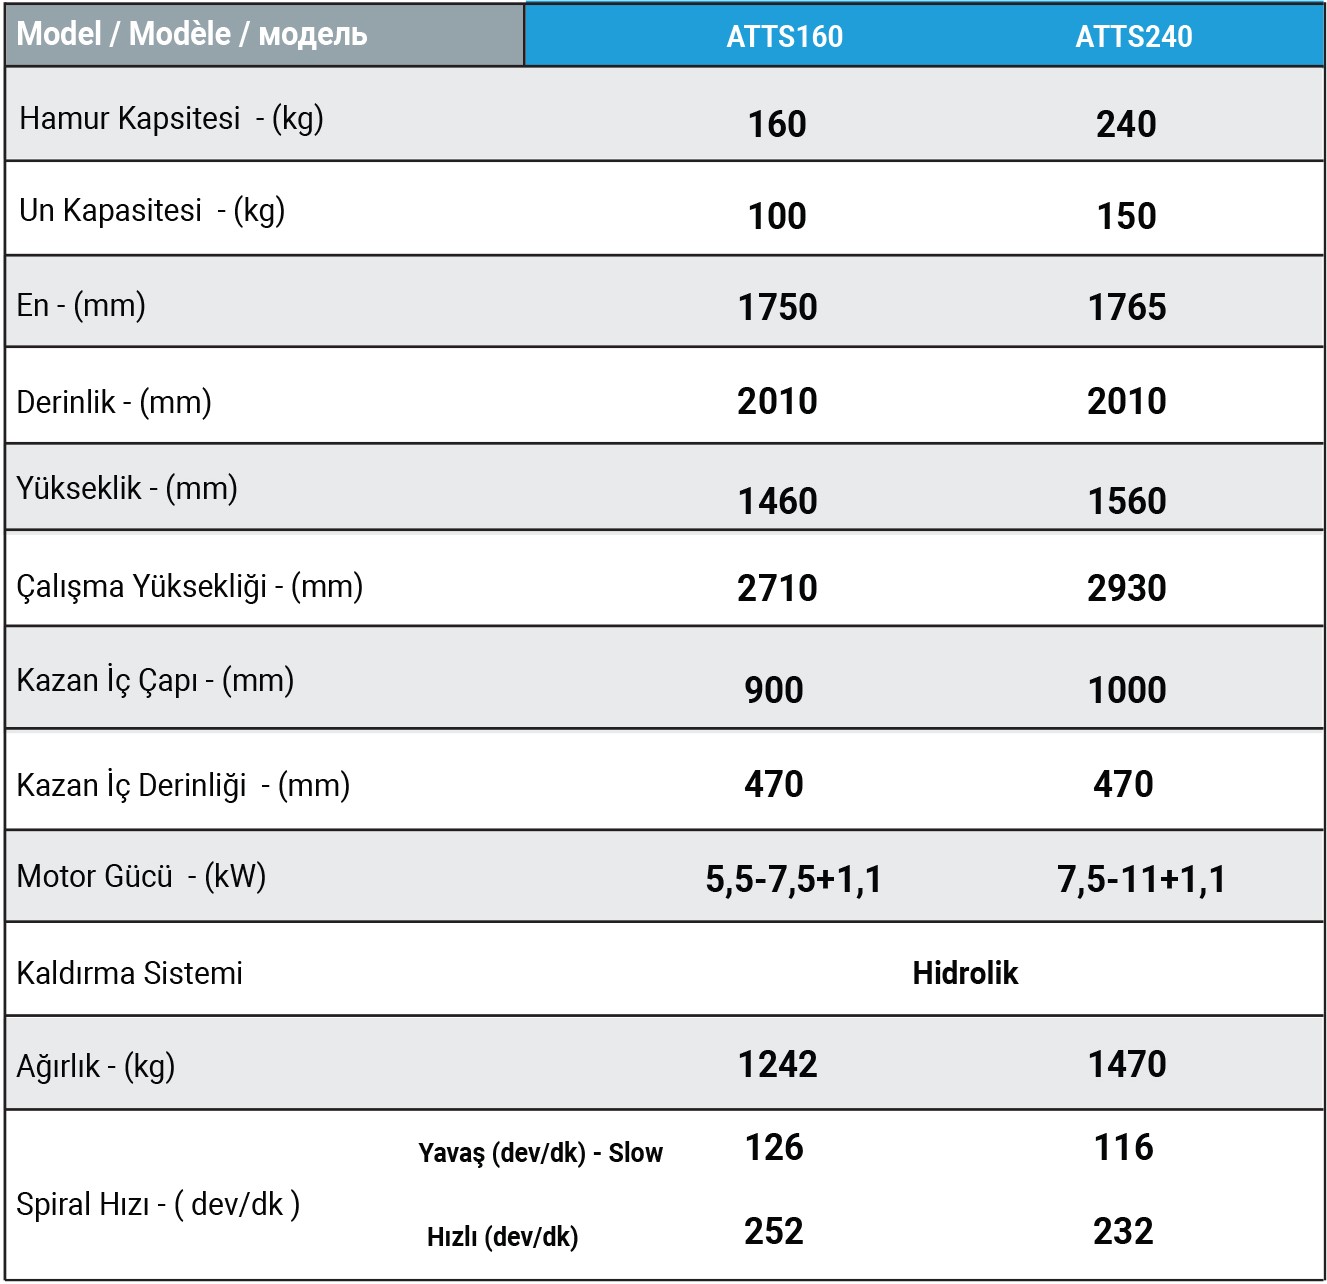 Model / Modèle / модель ATTS160 ATTS240
Hamur Kapsitesi - (kg) 160 240
Un Kapasitesi - (kg) 100 150
En - (mm) 1750 1765
Derinlik - (mm) 2010 2010
Yükseklik - (mm) 1460 1560
Çalışma Yüksekliği - (mm) 2710 2930
Kazan İç Çapı - (mm) 900 1000
Kazan İç Derinliği - (mm) 470 470
Motor Gücü - (kW) 5,5-7,5+1,1 7,5-11+1,1
Kaldırma Sistemi Hidrolik
Ağırlık - (kg) 1242 1470
Yavaş (dev/dk) - Slow 126 116
Spiral Hızı - ( dev/dk )
Hızlı (dev/dk) 252 232